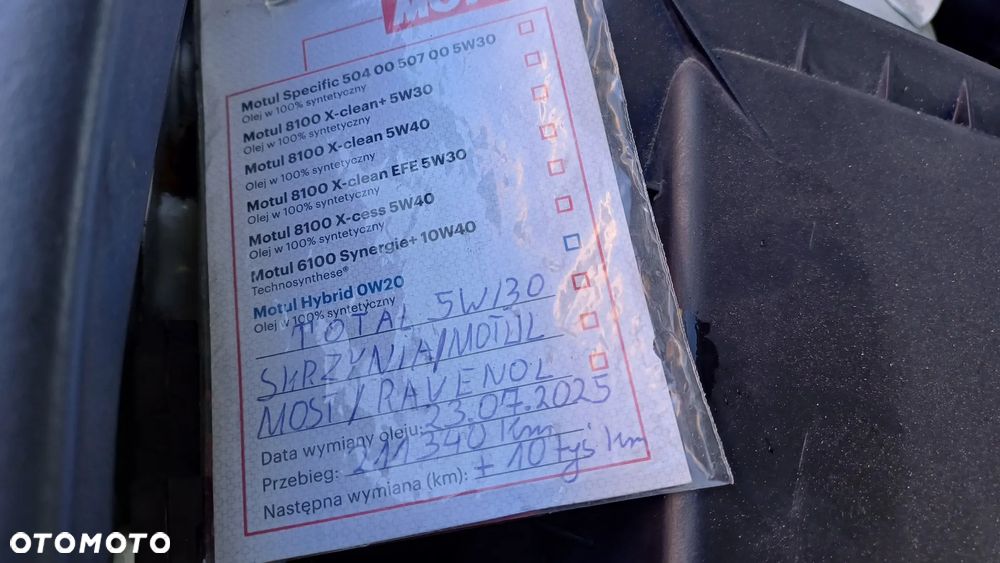 MOTUL
Motul Specific 504 00 507 00 5W30
Olej w 100% syntetyczny
Motul 8100 X-clean+ 5W30
Olej w 100% syntetyczny
Motul 8100 X-clean 5W40
Olej w 100% syntetyczny
Motul 8100 X-clean EFE 5W30
Olej w 100% syntetyczny
Motul 8100 X-cess 5W40
Olej w 100% syntetyczny
Motul 6100 Synergie+ 10W40
Technosynthese®
Motul Hybrid 0W20
Olej w 100% syntetyczny
TOTAL 5W/30
SKRZYNIA/MOTUL
MOST/RAVENOL
Data wymiany oleju: 23.07.2025
Przebieg: 211 340 Km
Następna wymiana (km): + 10 tyś km
OTOMOTO